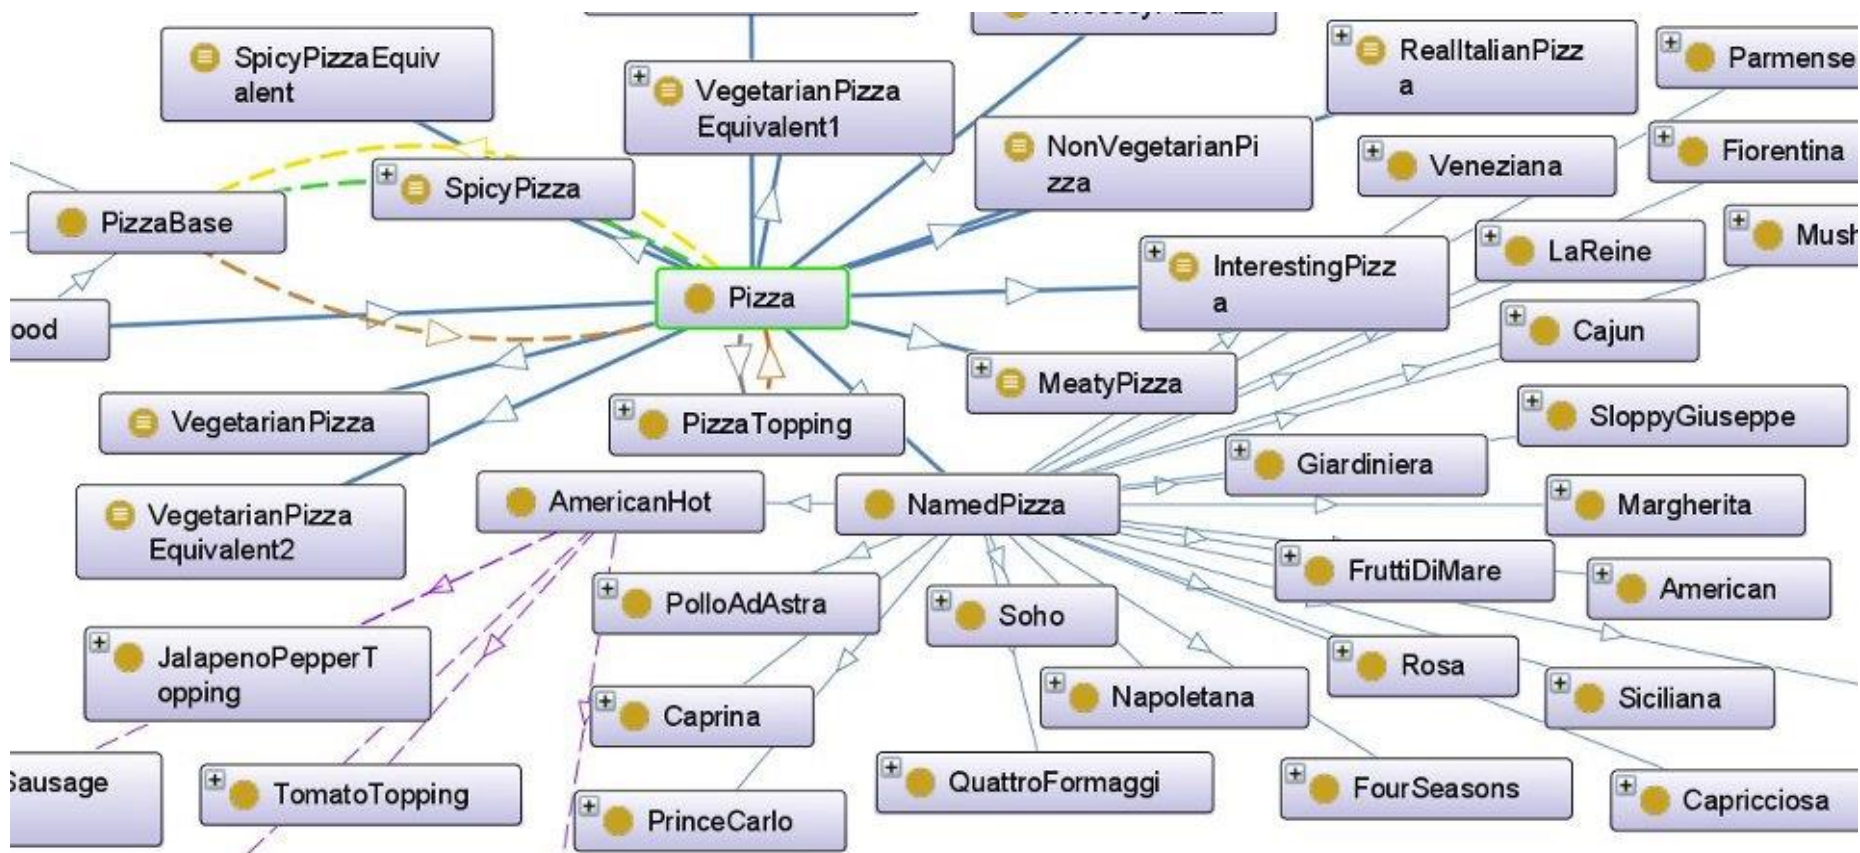 SpicyPizzaEquiv
alent
VegetarianPizza
Equivalent1
RealItalianPizz
a
Parmense
NonVegetarianPi
zza
Veneziana
Fiorentina
SpicyPizza
PizzaBase
LaReine
Mush
InterestingPizz
a
Pizza
ood
Cajun
MeatyPizza
VegetarianPizza
PizzaTopping
SloppyGiuseppe
Giardiniera
AmericanHot
NamedPizza
Margherita
VegetarianPizza
Equivalent2
FruttiDiMare
American
PolloAdAstra
Soho
JalapenoPepperT
opping
Rosa
Napoletana
Siciliana
Caprina
Sausage
TomatoTopping
QuattroFormaggi
FourSeasons
Capricciosa
PrinceCarlo